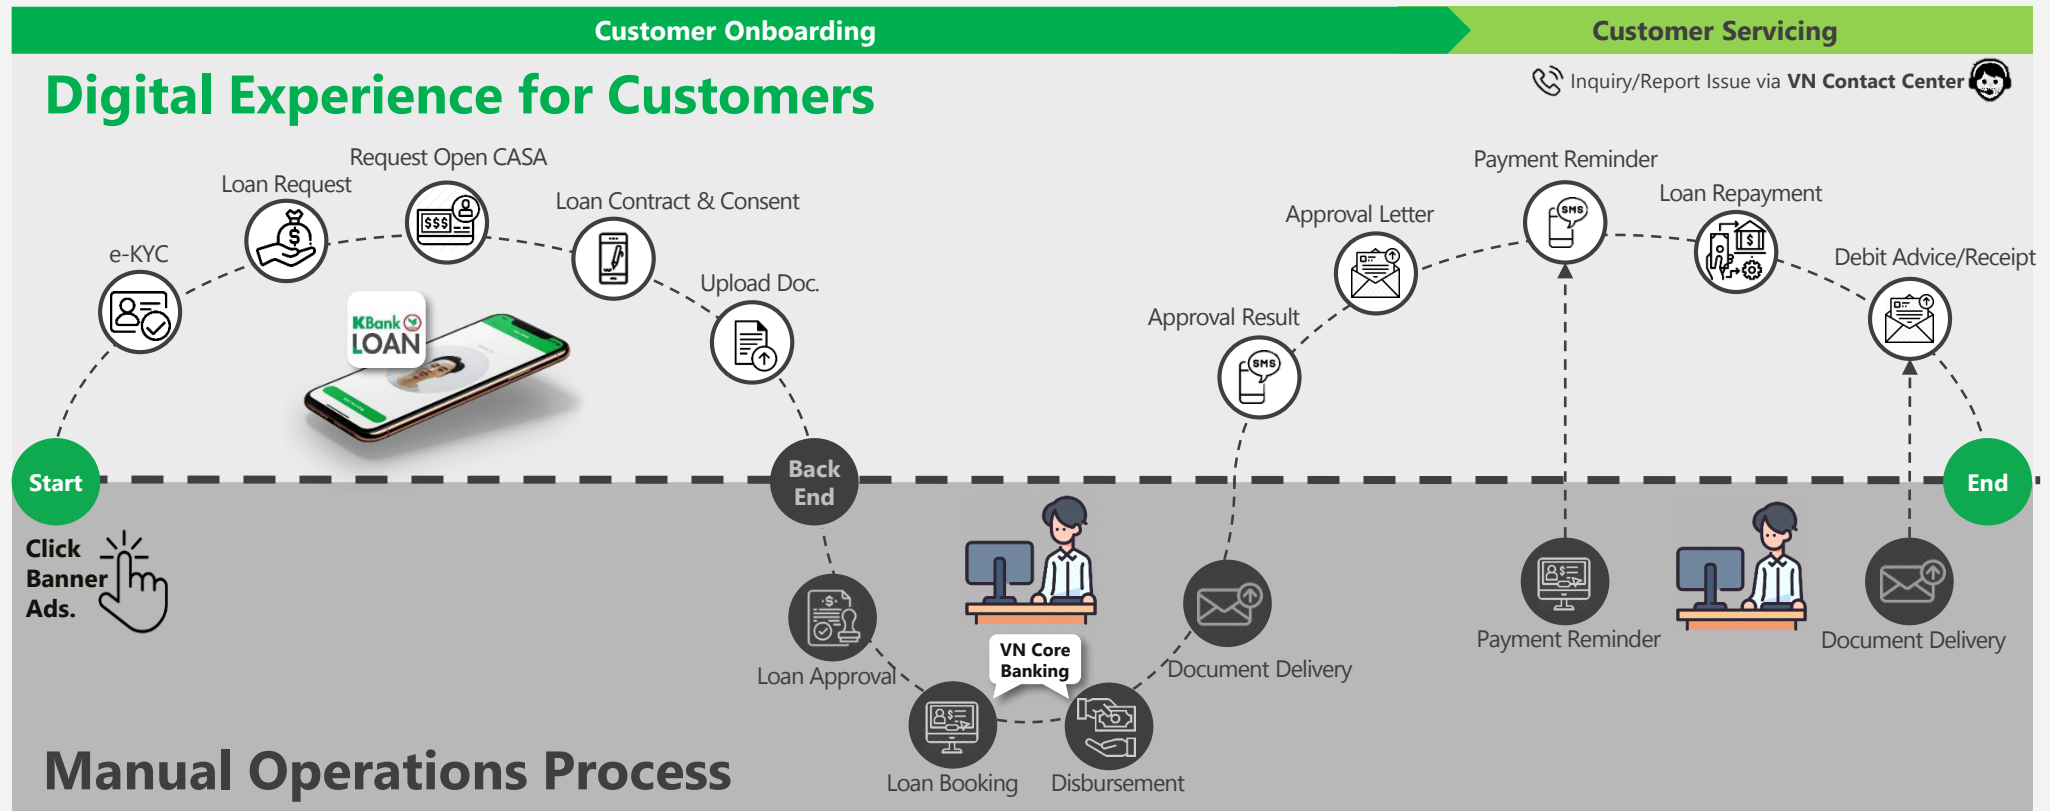 Customer Onboarding
Customer Servicing
Digital Experience for Customers
Inquiry/Report Issue via VN Contact Center
Request Open CASA
Payment Reminder
Loan Request
Loan Contract & Consent
Loan Repayment
Approval Letter
e-KYC
Debit Advice/Receipt
Upload Doc.
Approval Result
$$$
$
SMS
$
KBank
LOAN
SMS
Start
Back
End
End
Click
Banner
Ads.
$
$
Payment Reminder
Document Delivery
VN Core
Banking
Loan Approval
Document Delivery
$
Loan Booking
Disbursement
Manual Operations Process